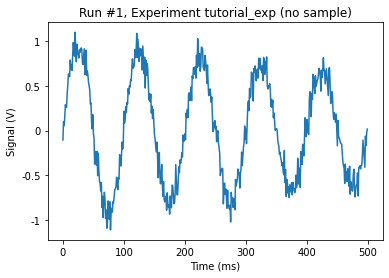 Run #1, Experiment tutorial_exp (no sample)
Signal (V)
1
0.5
0
-0.5
-1
0 100 200 300 400 500
Time (ms)